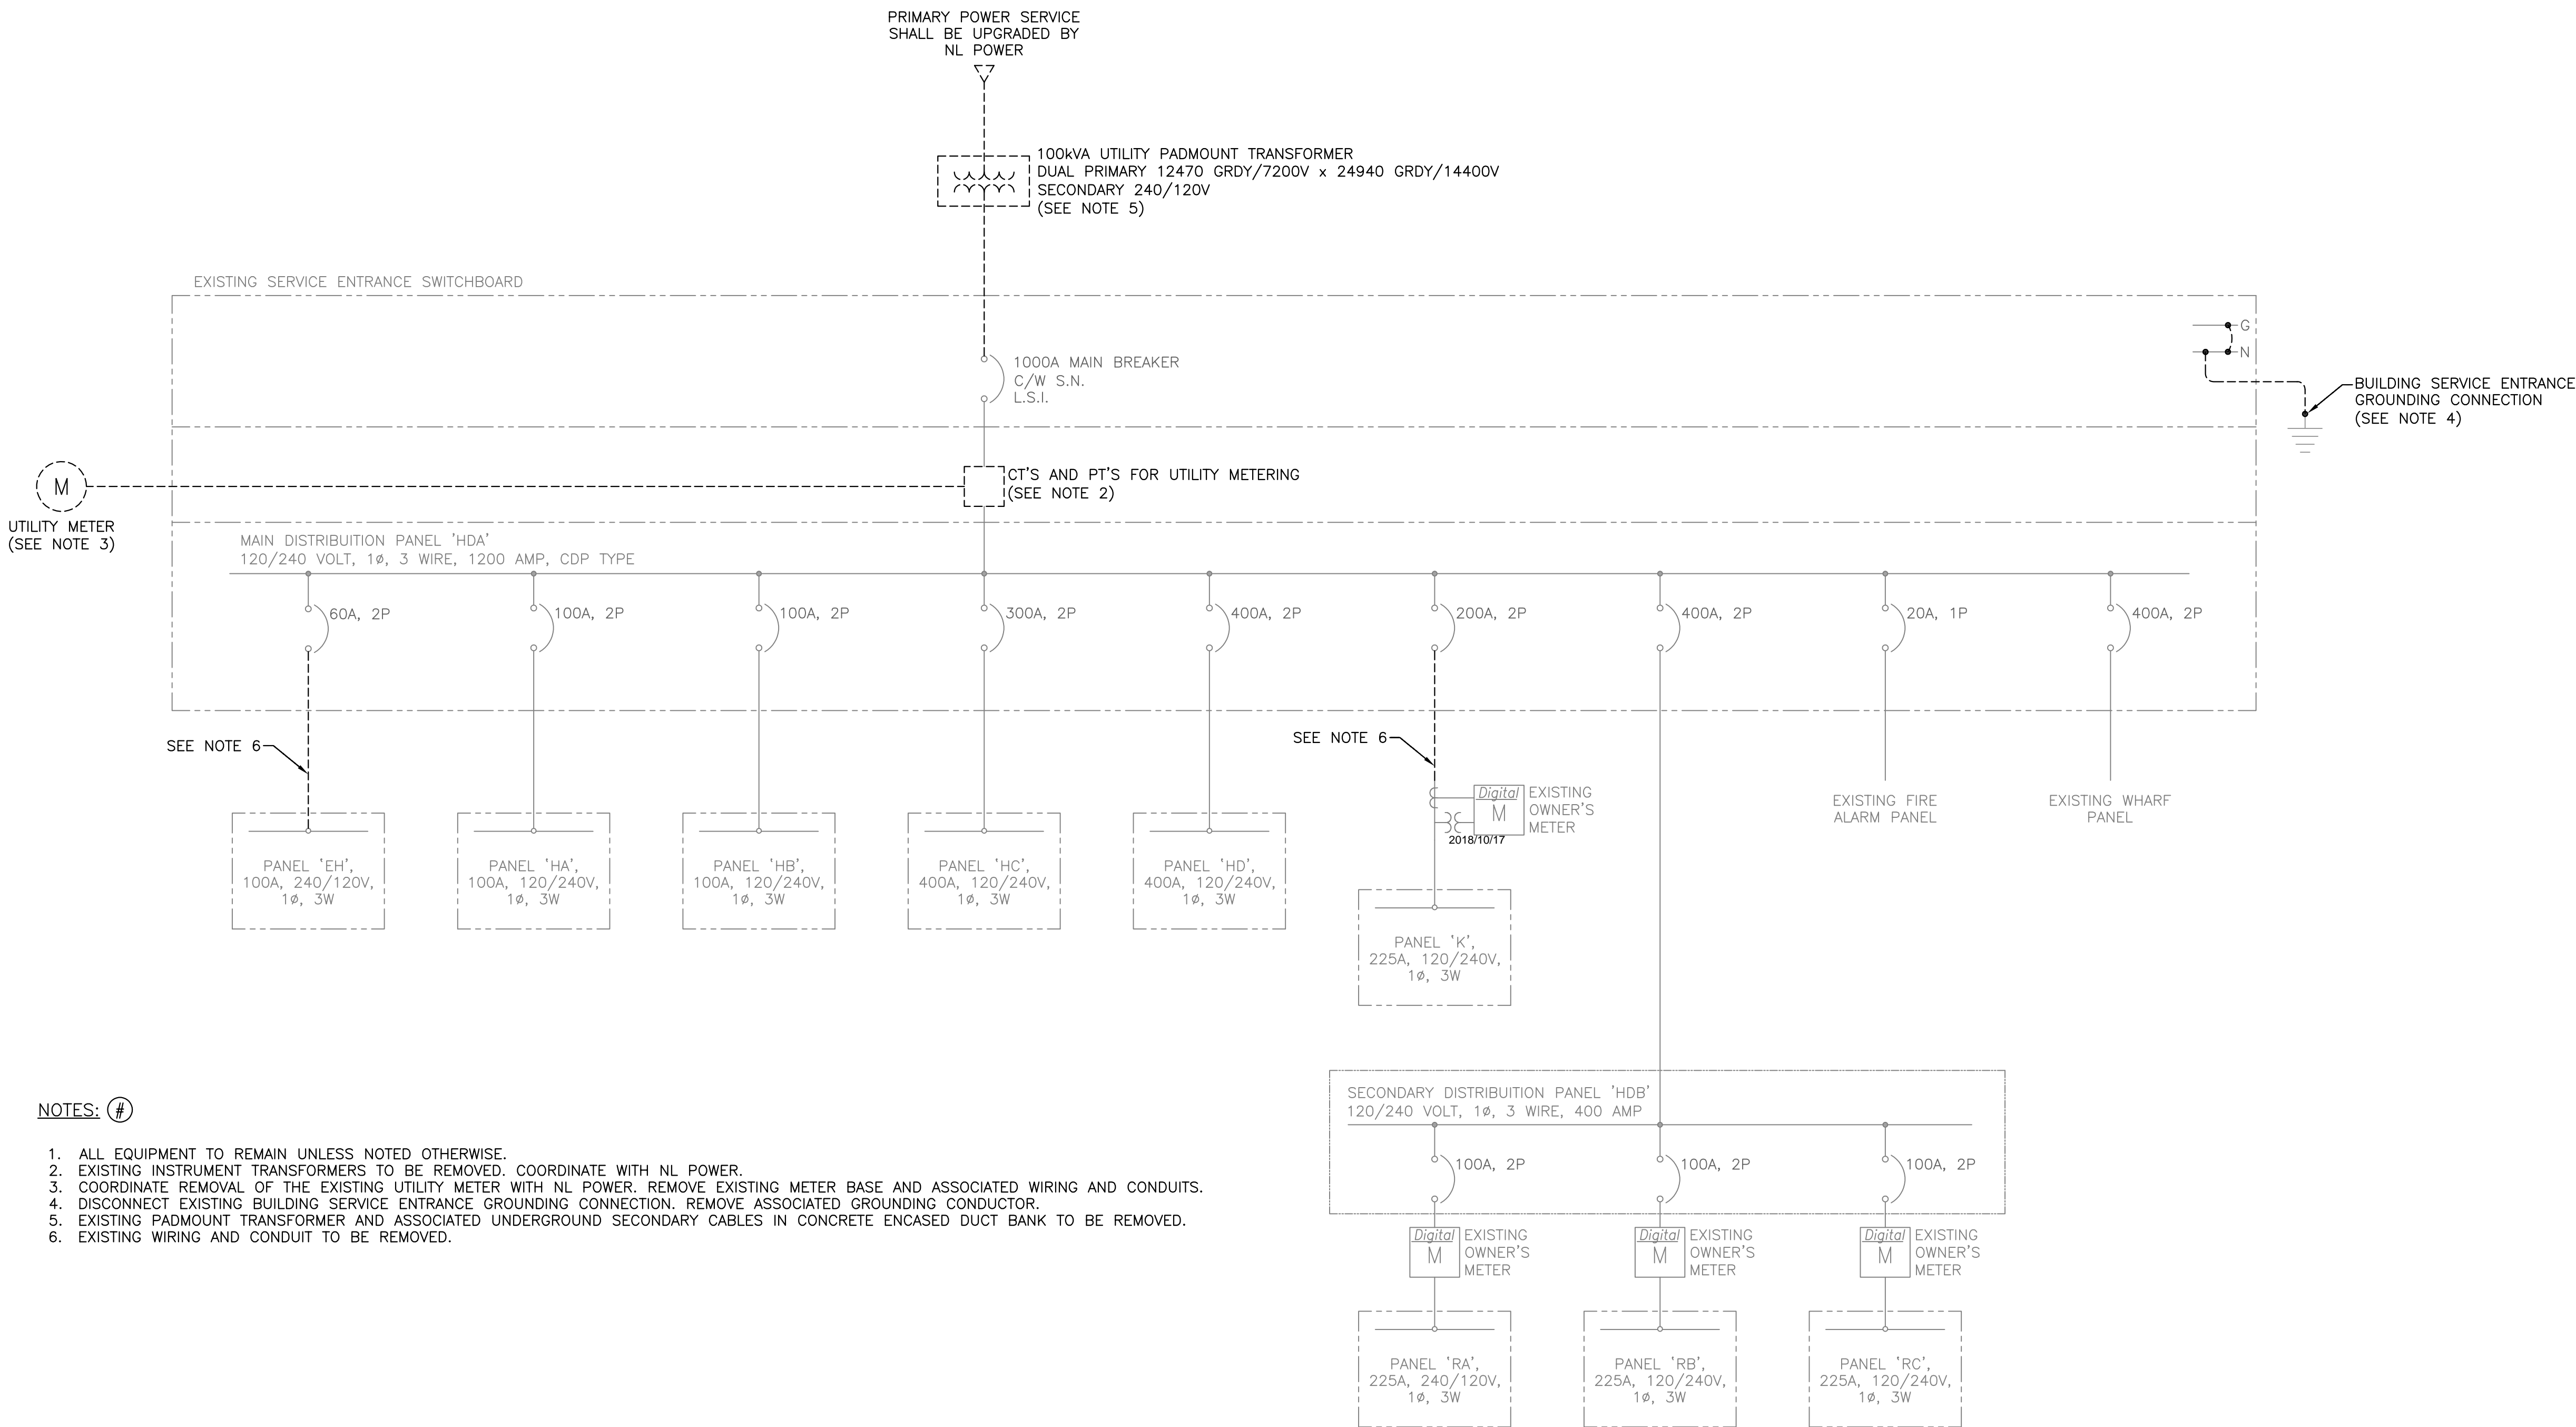 PRIMARY POWER SERVICE
SHALL BE UPGRADED BY
NL POWER
100kVA UTILITY PADMOUNT TRANSFORMER
DUAL PRIMARY 12470 GRDY/7200V x 24940 GRDY/14400V
SECONDARY 240/120V
(SEE NOTE 5)
EXISTING SERVICE ENTRANCE SWITCHBOARD
G
N
1000A MAIN BREAKER
C/W S.N.
L.S.I.
BUILDING SERVICE ENTRANCE
GROUNDING CONNECTION
(SEE NOTE 4)
M
UTILITY METER
(SEE NOTE 3)
CT'S AND PT'S FOR UTILITY METERING
(SEE NOTE 2)
MAIN DISTRIBUTION PANEL 'HDA'
120/240 VOLT, 1ø, 3 WIRE, 1200 AMP, CDP TYPE
60A, 2P
100A, 2P
100A, 2P
300A, 2P
400A, 2P
200A, 2P
400A, 2P
20A, 1P
400A, 2P
SEE NOTE 6
SEE NOTE 6
Digital
M
EXISTING
OWNER'S
METER
2018/10/17
EXISTING FIRE
ALARM PANEL
EXISTING WHARF
PANEL
PANEL 'EH',
100A, 240/120V,
1ø, 3W
PANEL 'HA',
100A, 120/240V,
1ø, 3W
PANEL 'HB',
100A, 120/240V,
1ø, 3W
PANEL 'HC',
400A, 120/240V,
1ø, 3W
PANEL 'HD',
400A, 120/240V,
1ø, 3W
PANEL 'K',
225A, 120/240V,
1ø, 3W
SECONDARY DISTRIBUTION PANEL 'HDB'
120/240 VOLT, 1ø, 3 WIRE, 400 AMP
100A, 2P
100A, 2P
100A, 2P
Digital
M
EXISTING
OWNER'S
METER
Digital
M
EXISTING
OWNER'S
METER
Digital
M
EXISTING
OWNER'S
METER
PANEL 'RA',
225A, 240/120V,
1ø, 3W
PANEL 'RB',
225A, 120/240V,
1ø, 3W
PANEL 'RC',
225A, 120/240V,
1ø, 3W
NOTES: #
1. ALL EQUIPMENT TO REMAIN UNLESS NOTED OTHERWISE.
2. EXISTING INSTRUMENT TRANSFORMERS TO BE REMOVED. COORDINATE WITH NL POWER.
3. COORDINATE REMOVAL OF THE EXISTING UTILITY METER WITH NL POWER. REMOVE EXISTING METER BASE AND ASSOCIATED WIRING AND CONDUITS.
4. DISCONNECT EXISTING BUILDING SERVICE ENTRANCE GROUNDING CONNECTION. REMOVE ASSOCIATED GROUNDING CONDUCTOR.
5. EXISTING PADMOUNT TRANSFORMER AND ASSOCIATED UNDERGROUND SECONDARY CABLES IN CONCRETE ENCASED DUCT BANK TO BE REMOVED.
6. EXISTING WIRING AND CONDUIT TO BE REMOVED.